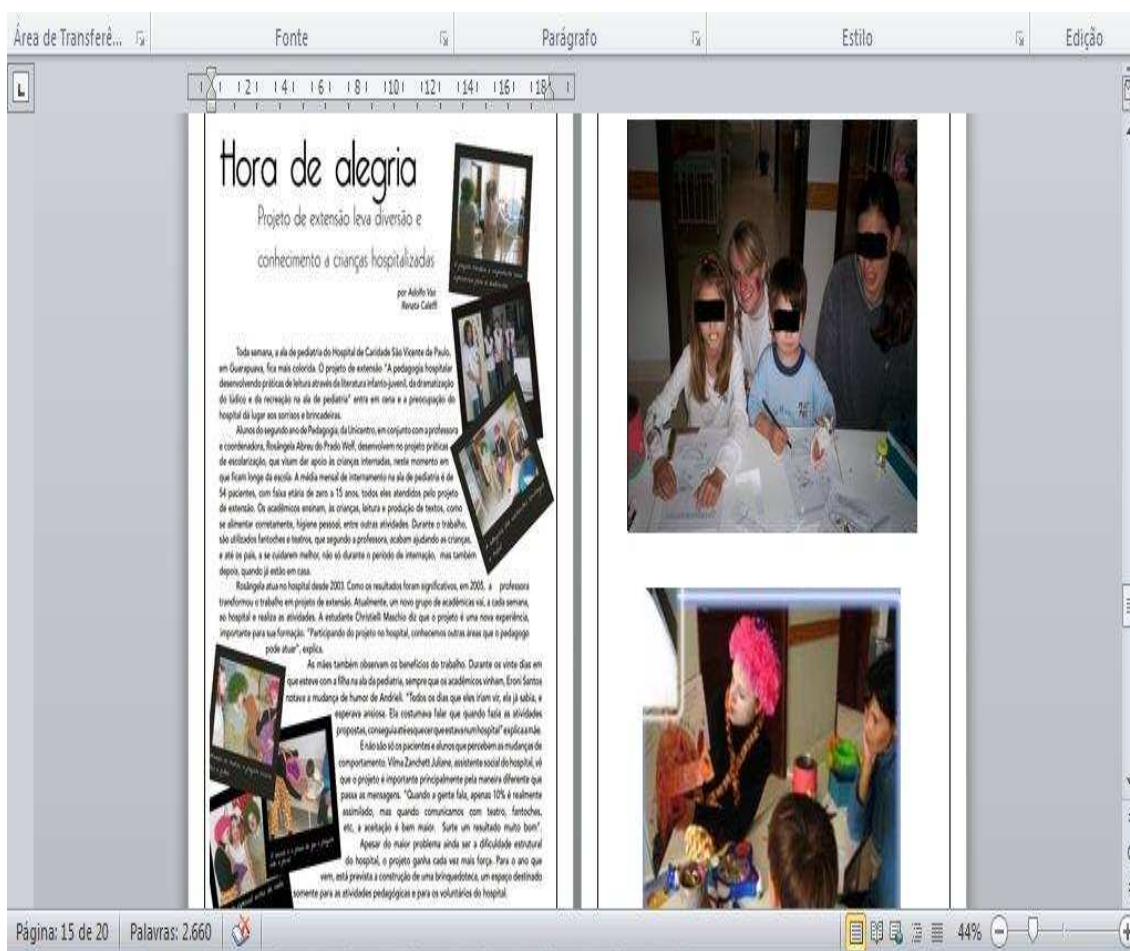 Área de Transferê...
Fonte
Parágrafo
Estilo
Edição
2 4 6 8 10 12 14 16 18
Hora de alegria
Projeto de extensão leva diversão e
conhecimento a crianças hospitalizadas
por Adolfo Vaz
Renata Caleffi
Toda semana, a ala de pediatria do Hospital de Caridade São Vicente de Paulo,
em Guarapuava, fica mais colorida. O projeto de extensão "A pedagogia hospitalar
desenvolvendo práticas de leitura através da literatura infanto-juvenil, da dramatização
do lúdico e da recreação na ala de pediatria" entra em cena e a preocupação do
hospital dá lugar aos sorrisos e brincadeiras.
Alunos do segundo ano de Pedagogia, da Unicentro, em conjunto com a professora
e coordenadora, Rosângela Abreu do Prado Wolf, desenvolvem no projeto práticas
de escolarização, que visam dar apoio às crianças internadas, neste momento em
que ficam longe da escola. A média mensal de internamento na ala de pediatria é de
54 pacientes, com faixa etária de zero a 15 anos, todos eles atendidos pelo projeto
de extensão. Os acadêmicos ensinam, às crianças, leitura e produção de textos, como
se alimentar corretamente, higiene pessoal, entre outras atividades. Durante o trabalho,
são utilizados fantoches e teatros, que segundo a professora, acabam ajudando as crianças,
e até os pais, a se cuidarem melhor, não só durante o período de internação, mas também
depois, quando já estão em casa.
Rosângela atua no hospital desde 2003. Como os resultados foram significativos, em 2005, a professora
transformou o trabalho em projeto de extensão. Atualmente, um novo grupo de acadêmicas vai, a cada semana,
ao hospital e realiza as atividades. A estudante Christielli Maschio diz que o projeto é uma nova experiência,
importante para sua formação. "Participando do projeto no hospital, conhecemos outras áreas que o pedagogo
pode atuar", explica.
As mães também observam os benefícios do trabalho. Durante os vinte dias em
que esteve com a filha na ala da pediatria, sempre que os acadêmicos vinham, Eroni Santos
notava a mudança de humor de Andrieli. "Todos os dias que eles iriam vir, ela já sabia, e
esperava ansiosa. Ela costumava falar que quando fazia as atividades
propostas, conseguia até esquecer que estava num hospital" explica a mãe.
E não são só os pacientes e alunos que percebem as mudanças de
comportamento. Vilma Zanchett Juliane, assistente social do hospital, vê
que o projeto é importante principalmente pela maneira diferente que
passa as mensagens. "Quando a gente fala, apenas 10% é realmente
assimilado, mas quando comunicamos com teatro, fantoches,
etc, a aceitação é bem maior. Surte um resultado muito bom".
Apesar do maior problema ainda ser a dificuldade estrutural
do hospital, o projeto ganha cada vez mais força. Para o ano que
vem, está prevista a construção de uma brinquedoteca, um espaço destinado
somente para as atividades pedagógicas e para os voluntários do hospital.
Página: 15 de 20
Palavras: 2.660
44%